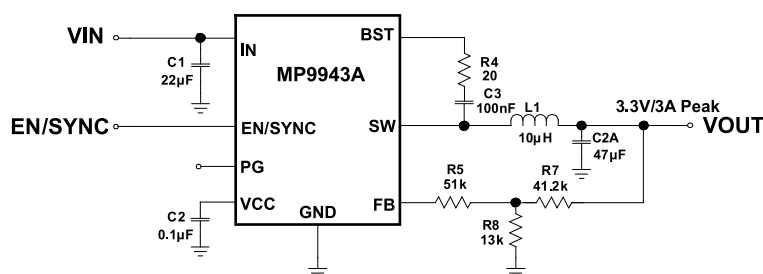 VIN
C1
22µF
IN
BST
MP9943A
R4
20
C3
100nF
L1
10µH
3.3V/3A Peak
VOUT
EN/SYNC
EN/SYNC
SW
C2A
47µF
PG
R5
51k
R7
41.2k
C2
0.1µF
VCC
FB
GND
R8
13k